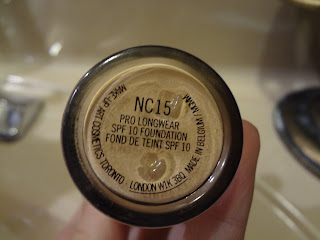 NC15
PRO LONGWEAR
SPF 10 FOUNDATION
FOND DE TEINT SPF 10
MAKE-UP ART COSMETICS TORONTO LONDON W1K 3BQ MADE IN BELGIUM